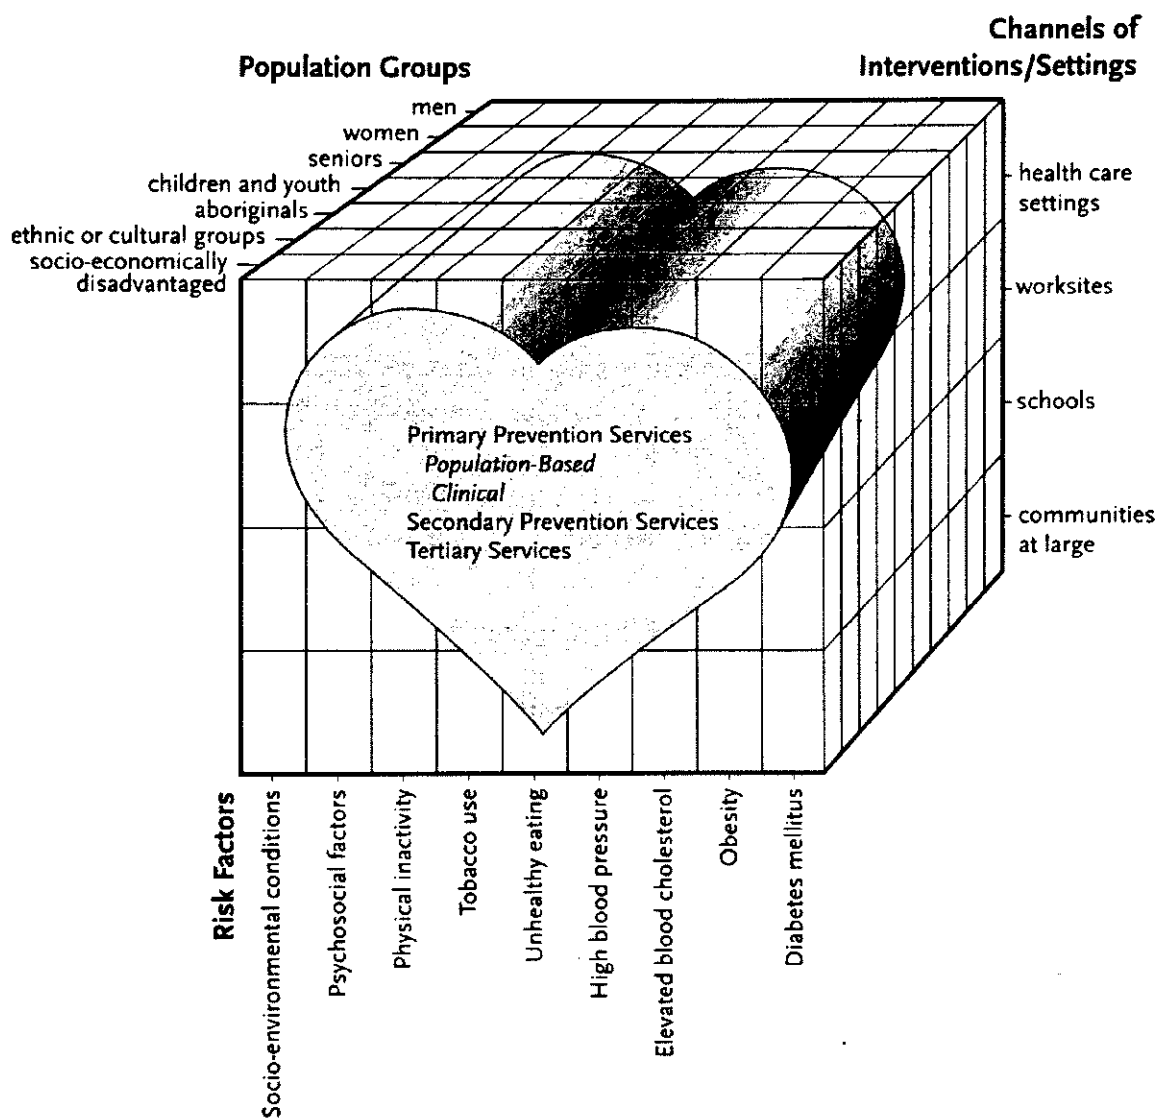 Channels of
Interventions/Settings
Population Groups
men
women
seniors
children and youth
aboriginals
ethnic or cultural groups
socio-economically
disadvantaged
health care
settings
worksites
schools
communities
at large
Primary Prevention Services
Population-Based
Clinical
Secondary Prevention Services
Tertiary Services
Risk Factors
Socio-environmental conditions
Psychosocial factors
Physical inactivity
Tobacco use
Unhealthy eating
High blood pressure
Elevated blood cholesterol
Obesity
Diabetes mellitus